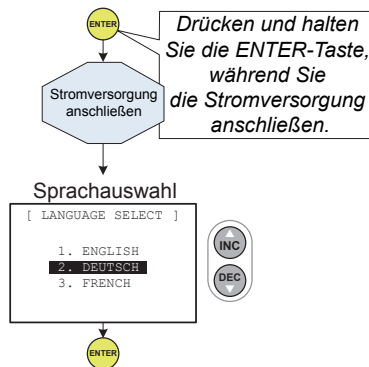 ENTER
Drücken und halten
Sie die ENTER-Taste,
während Sie
die Stromversorgung
anschließen.
Stromversorgung
anschließen
Sprachauswahl
[ LANGUAGE SELECT ]
1. ENGLISH
2. DEUTSCH
3. FRENCH
INC
DEC
ENTER